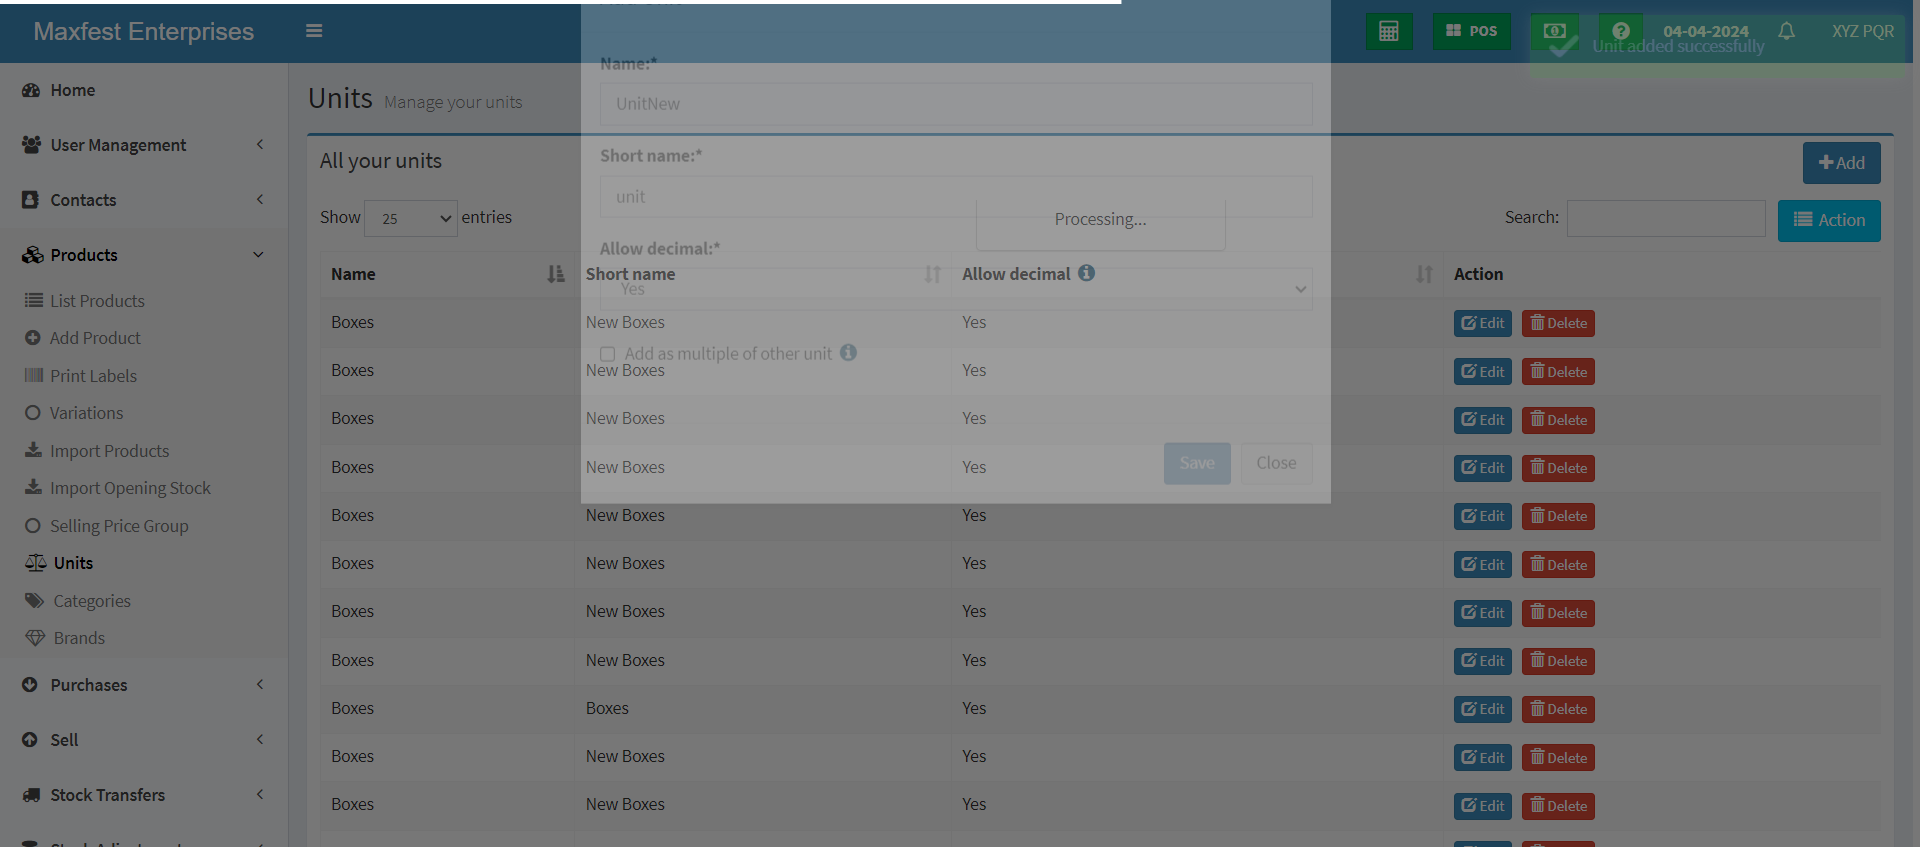 Maxfest Enterprises
POS
04-04-2024
XYZ PQR
Unit added successfully
Home
User Management
Contacts
Products
List Products
Add Product
Print Labels
Variations
Import Products
Import Opening Stock
Selling Price Group
Units
Categories
Brands
Purchases
Sell
Stock Transfers
Units Manage your units
All your units
Add
Show 25 entries
Search:
Action
Name:*
UnitNew
Short name:*
unit
Allow decimal:*
Yes
Add as multiple of other unit
Save Close
Processing...
Name Short name Allow decimal Action
Boxes New Boxes Yes Edit Delete
Boxes New Boxes Yes Edit Delete
Boxes New Boxes Yes Edit Delete
Boxes New Boxes Yes Edit Delete
Boxes New Boxes Yes Edit Delete
Boxes New Boxes Yes Edit Delete
Boxes New Boxes Yes Edit Delete
Boxes New Boxes Yes Edit Delete
Boxes Boxes Yes Edit Delete
Boxes New Boxes Yes Edit Delete
Boxes New Boxes Yes Edit Delete